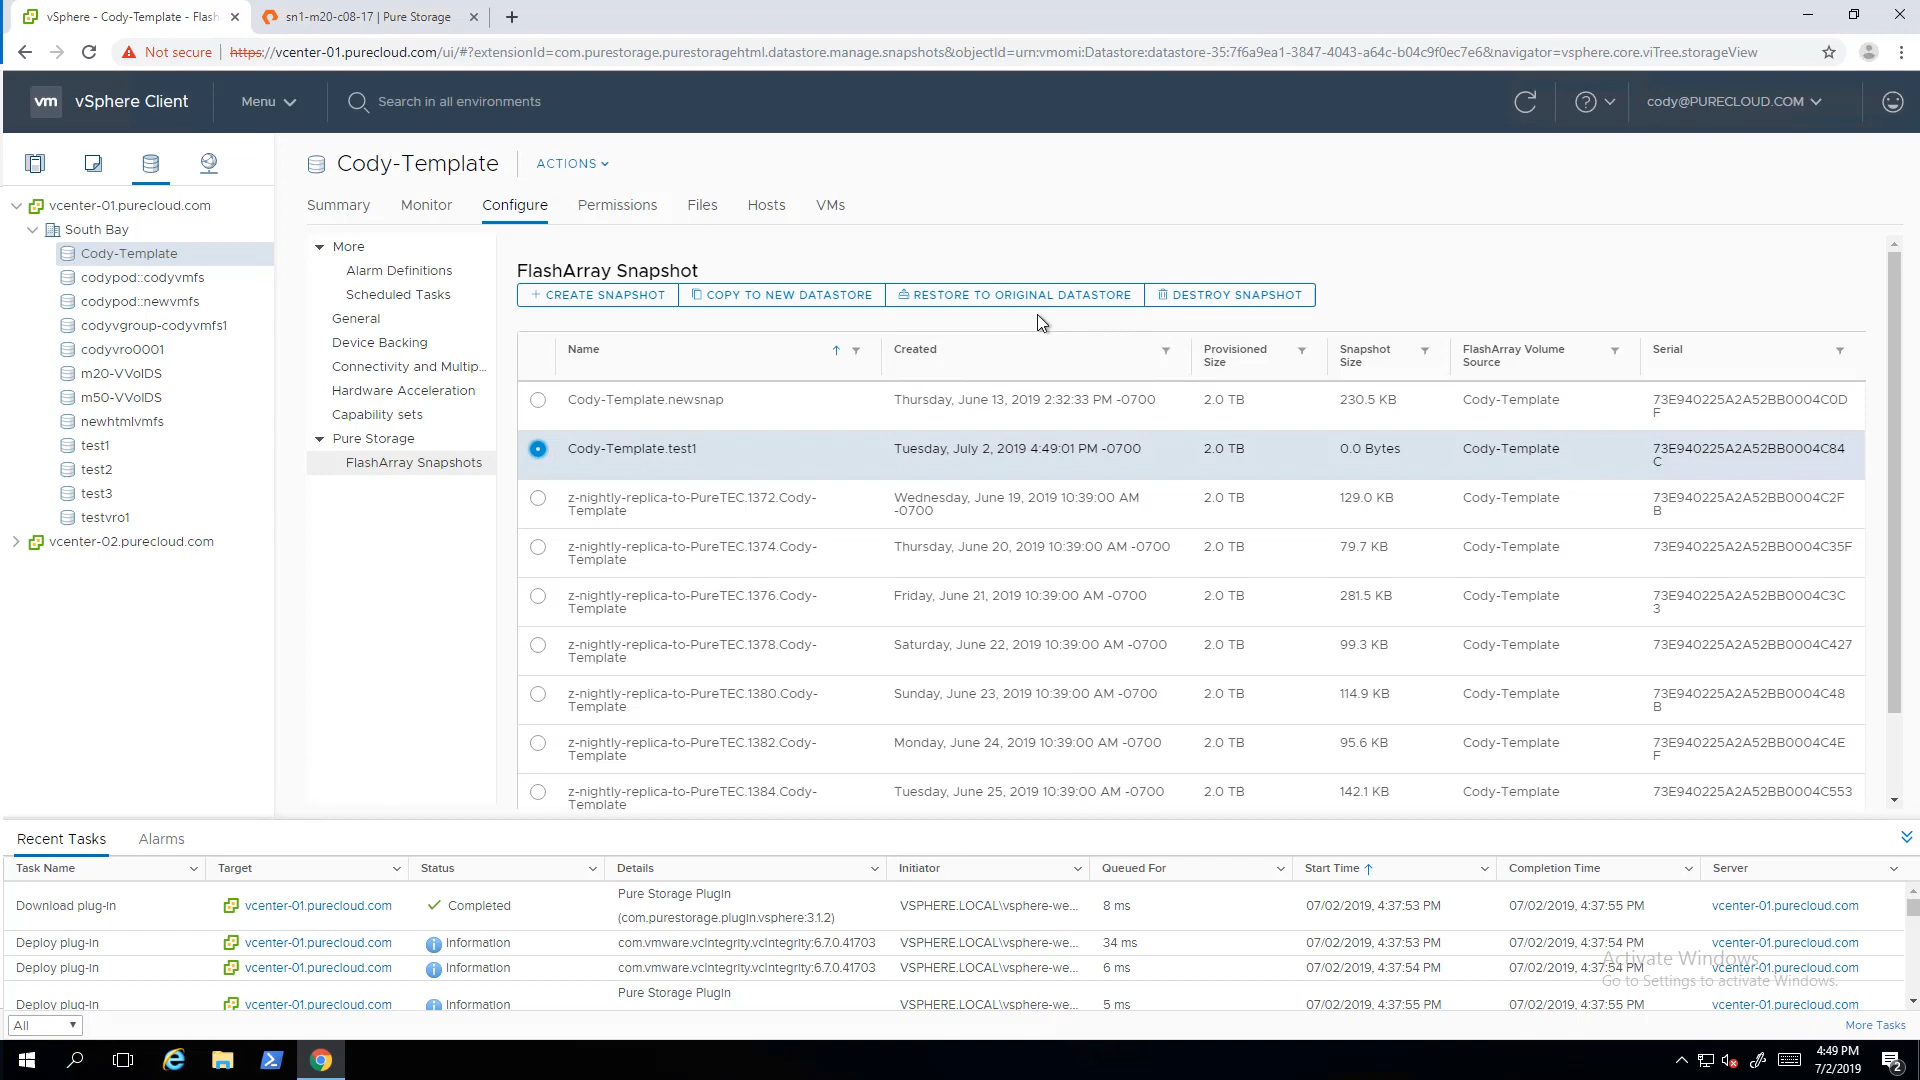 vSphere - Cody-Template - Flash
sn1-m20-c08-17 | Pure Storage
Not secure
https://vcenter-01.purecloud.com/ui/#?extensionId=com.purestorage.purestoragehtml.datastore.manage.snapshots&objectId=urn:vmomi:Datastore:datastore-35:7f6a9ea1-3847-4043-a64c-b04c9f0ec7e6&navigator=vsphere.core.viTree.storageView
vm vSphere Client
Menu
Search in all environments
cody@PURECLOUD.COM
vcenter-01.purecloud.com
South Bay
Cody-Template
codypod::codyvmfs
codypod::newvmfs
codyvgroup-codyvmfs1
codyvro0001
m20-VVolDS
m50-VVolDS
newhtmlvmfs
test1
test2
test3
testvro1
vcenter-02.purecloud.com
Cody-Template
ACTIONS
Summary Monitor Configure Permissions Files Hosts VMs
More
Alarm Definitions
Scheduled Tasks
General
Device Backing
Connectivity and Multip...
Hardware Acceleration
Capability sets
Pure Storage
FlashArray Snapshots
FlashArray Snapshot
+ CREATE SNAPSHOT COPY TO NEW DATASTORE RESTORE TO ORIGINAL DATASTORE DESTROY SNAPSHOT
Name Created Provisioned Size Snapshot Size FlashArray Volume Source Serial
Cody-Template.newsnap Thursday, June 13, 2019 2:32:33 PM -0700 2.0 TB 230.5 KB Cody-Template 73E940225A2A52BB0004C0D
F
Cody-Template.test1 Tuesday, July 2, 2019 4:49:01 PM -0700 2.0 TB 0.0 Bytes Cody-Template 73E940225A2A52BB0004C84
C
z-nightly-replica-to-PureTEC.1372.Cody- Wednesday, June 19, 2019 10:39:00 AM 2.0 TB 129.0 KB Cody-Template 73E940225A2A52BB0004C2F
Template -0700 B
z-nightly-replica-to-PureTEC.1374.Cody- Thursday, June 20, 2019 10:39:00 AM -0700 2.0 TB 79.7 KB Cody-Template 73E940225A2A52BB0004C35F
Template
z-nightly-replica-to-PureTEC.1376.Cody- Friday, June 21, 2019 10:39:00 AM -0700 2.0 TB 281.5 KB Cody-Template 73E940225A2A52BB0004C3C
Template 3
z-nightly-replica-to-PureTEC.1378.Cody- Saturday, June 22, 2019 10:39:00 AM -0700 2.0 TB 99.3 KB Cody-Template 73E940225A2A52BB0004C427
Template
z-nightly-replica-to-PureTEC.1380.Cody- Sunday, June 23, 2019 10:39:00 AM -0700 2.0 TB 114.9 KB Cody-Template 73E940225A2A52BB0004C48
Template B
z-nightly-replica-to-PureTEC.1382.Cody- Monday, June 24, 2019 10:39:00 AM -0700 2.0 TB 95.6 KB Cody-Template 73E940225A2A52BB0004C4E
Template F
z-nightly-replica-to-PureTEC.1384.Cody- Tuesday, June 25, 2019 10:39:00 AM -0700 2.0 TB 142.1 KB Cody-Template 73E940225A2A52BB0004C553
Template
Recent Tasks Alarms
Task Name Target Status Details Initiator Queued For Start Time Completion Time Server
Download plug-in vcenter-01.purecloud.com Completed Pure Storage Plugin
(com.purestorage.plugin.vsphere:3.1.2) VSPHERE.LOCAL\vsphere-we... 8 ms 07/02/2019, 4:37:53 PM 07/02/2019, 4:37:55 PM vcenter-01.purecloud.com
Deploy plug-in vcenter-01.purecloud.com Information com.vmware.vcIntegrity.vcIntegrity:6.7.0.41703 VSPHERE.LOCAL\vsphere-we... 34 ms 07/02/2019, 4:37:53 PM 07/02/2019, 4:37:54 PM vcenter-01.purecloud.com
Deploy plug-in vcenter-01.purecloud.com Information com.vmware.vcIntegrity.vcIntegrity:6.7.0.41703 VSPHERE.LOCAL\vsphere-we... 6 ms 07/02/2019, 4:37:54 PM 07/02/2019, 4:37:54 PM vcenter-01.purecloud.com
Deploy plug-in vcenter-01.purecloud.com Information Pure Storage Plugin VSPHERE.LOCAL\vsphere-we... 5 ms 07/02/2019, 4:37:55 PM 07/02/2019, 4:37:55 PM vcenter-01.purecloud.com
Activate Windows
Go to Settings to activate Windows.
All
More Tasks
4:49 PM
7/2/2019
2